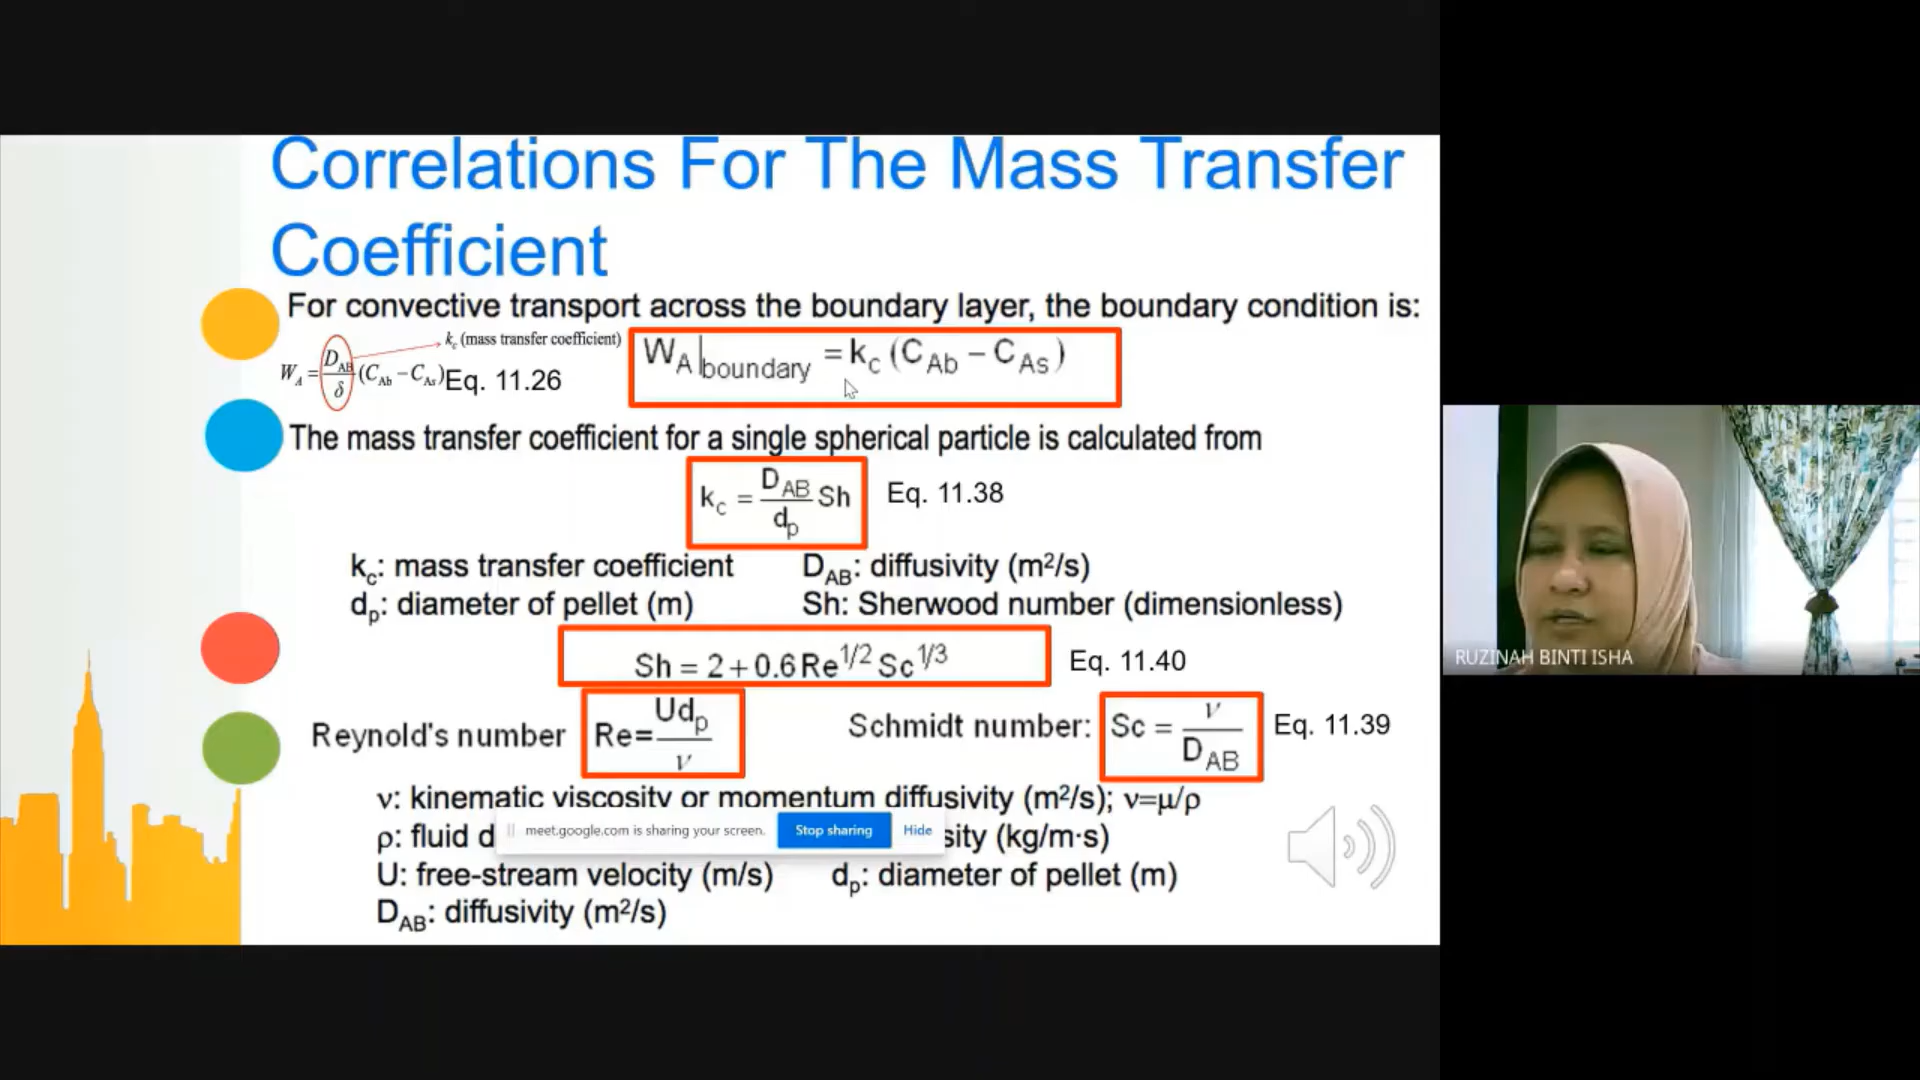 Correlations For The Mass Transfer
Coefficient
For convective transport across the boundary layer, the boundary condition is:
k_c (mass transfer coefficient)
W_A = D_AB/δ (C_Ab − C_As) Eq. 11.26
W_A|boundary = k_c (C_Ab − C_As)
The mass transfer coefficient for a single spherical particle is calculated from
k_c = D_AB/d_p Sh Eq. 11.38
k_c: mass transfer coefficient D_AB: diffusivity (m²/s)
d_p: diameter of pellet (m) Sh: Sherwood number (dimensionless)
Sh = 2 + 0.6 Re^1/2 Sc^1/3 Eq. 11.40
Reynold's number Re= Ud_p/ν Schmidt number: Sc = ν/D_AB Eq. 11.39
ν: kinematic viscosity or momentum diffusivity (m²/s); ν=μ/ρ
ρ: fluid d sity (kg/m·s)
meet.google.com is sharing your screen. Stop sharing Hide
U: free-stream velocity (m/s) d_p: diameter of pellet (m)
D_AB: diffusivity (m²/s)
RUZINAH BINTI ISHA